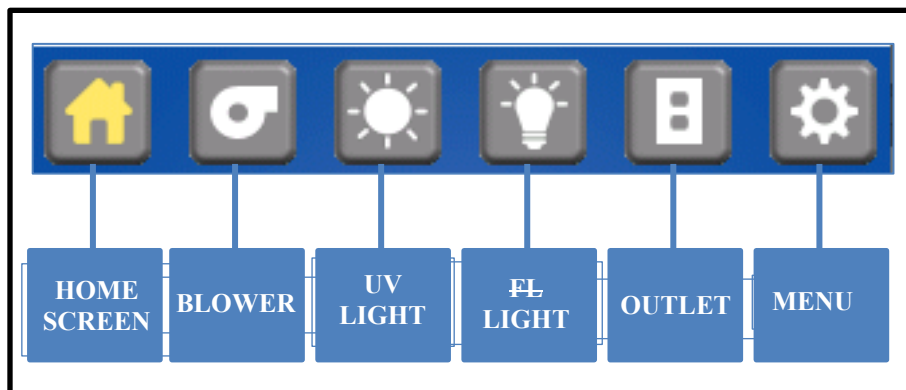 HOME
SCREEN
BLOWER
UV
LIGHT
FL
LIGHT
OUTLET
MENU